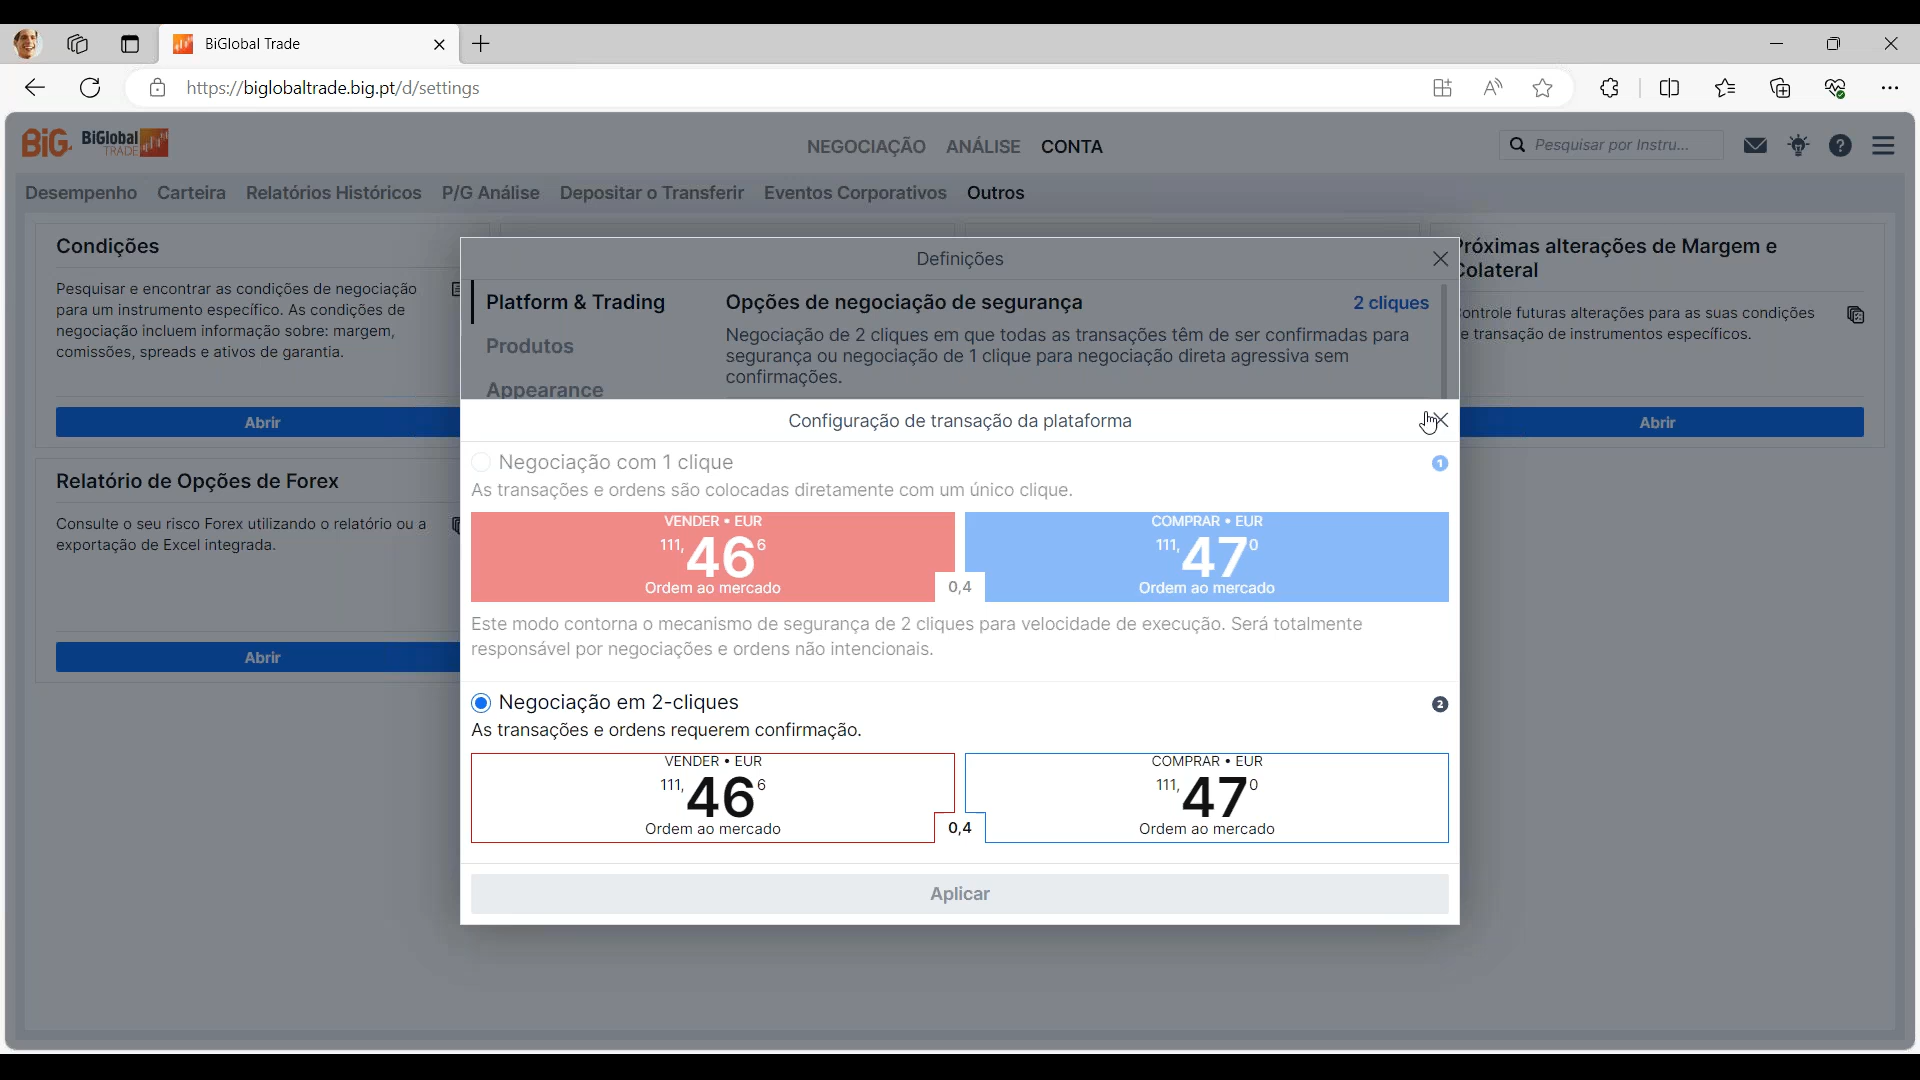 BiGlobal Trade
https://biglobaltrade.big.pt/d/settings
BiG BiGlobal TRADE
NEGOCIAÇÃO ANÁLISE CONTA
Pesquisar por Instru...
Desempenho Carteira Relatórios Históricos P/G Análise Depositar o Transferir Eventos Corporativos Outros
Condições
Pesquisar e encontrar as condições de negociação
para um instrumento específico. As condições de
negociação incluem informação sobre: margem,
comissões, spreads e ativos de garantia.
Abrir
Relatório de Opções de Forex
Consulte o seu risco Forex utilizando o relatório ou a
exportação de Excel integrada.
Abrir
Definições
Platform & Trading
Produtos
Appearance
Opções de negociação de segurança 2 cliques
Negociação de 2 cliques em que todas as transações têm de ser confirmadas para
segurança ou negociação de 1 clique para negociação direta agressiva sem
confirmações.
Configuração de transação da plataforma
Negociação com 1 clique 1
As transações e ordens são colocadas diretamente com um único clique.
VENDER • EUR
111, 46 6
Ordem ao mercado
0,4
COMPRAR • EUR
111, 47 0
Ordem ao mercado
Este modo contorna o mecanismo de segurança de 2 cliques para velocidade de execução. Será totalmente
responsável por negociações e ordens não intencionais.
Negociação em 2-cliques 2
As transações e ordens requerem confirmação.
VENDER • EUR
111, 46 6
Ordem ao mercado
0,4
COMPRAR • EUR
111, 47 0
Ordem ao mercado
Aplicar
róximas alterações de Margem e
olateral
ontrole futuras alterações para as suas condições
e transação de instrumentos específicos.
Abrir